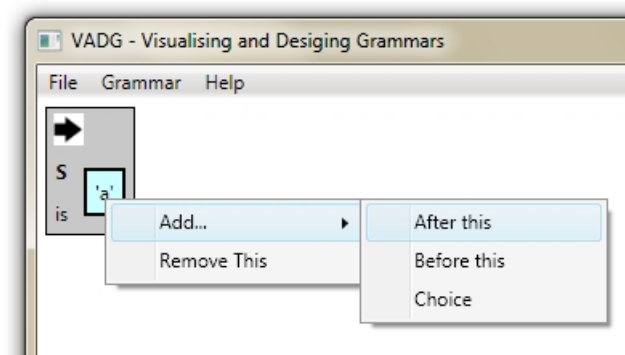 VADG - Visualising and Desiging Grammars
File Grammar Help
S
'a'
is
Add...
Remove This
After this
Before this
Choice